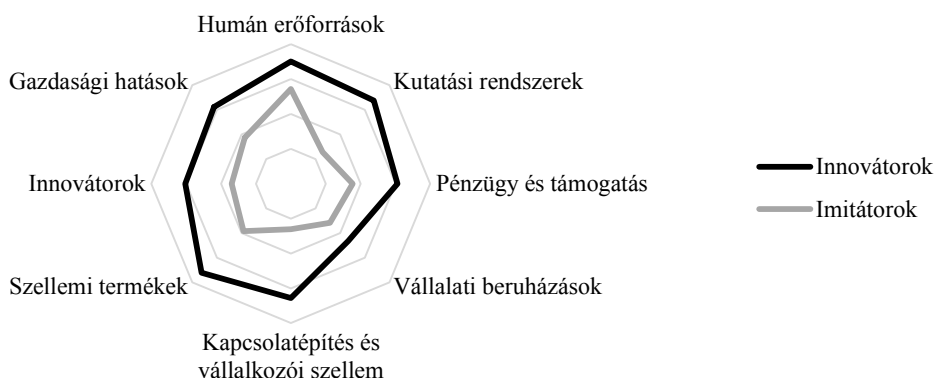 Humán erőforrások
Gazdasági hatások
Kutatási rendszerek
Innovátorok
Pénzügy és támogatás
Szellemi termékek
Vállalati beruházások
Kapcsolatépítés és
vállalkozói szellem
Innovátorok
Imitátorok